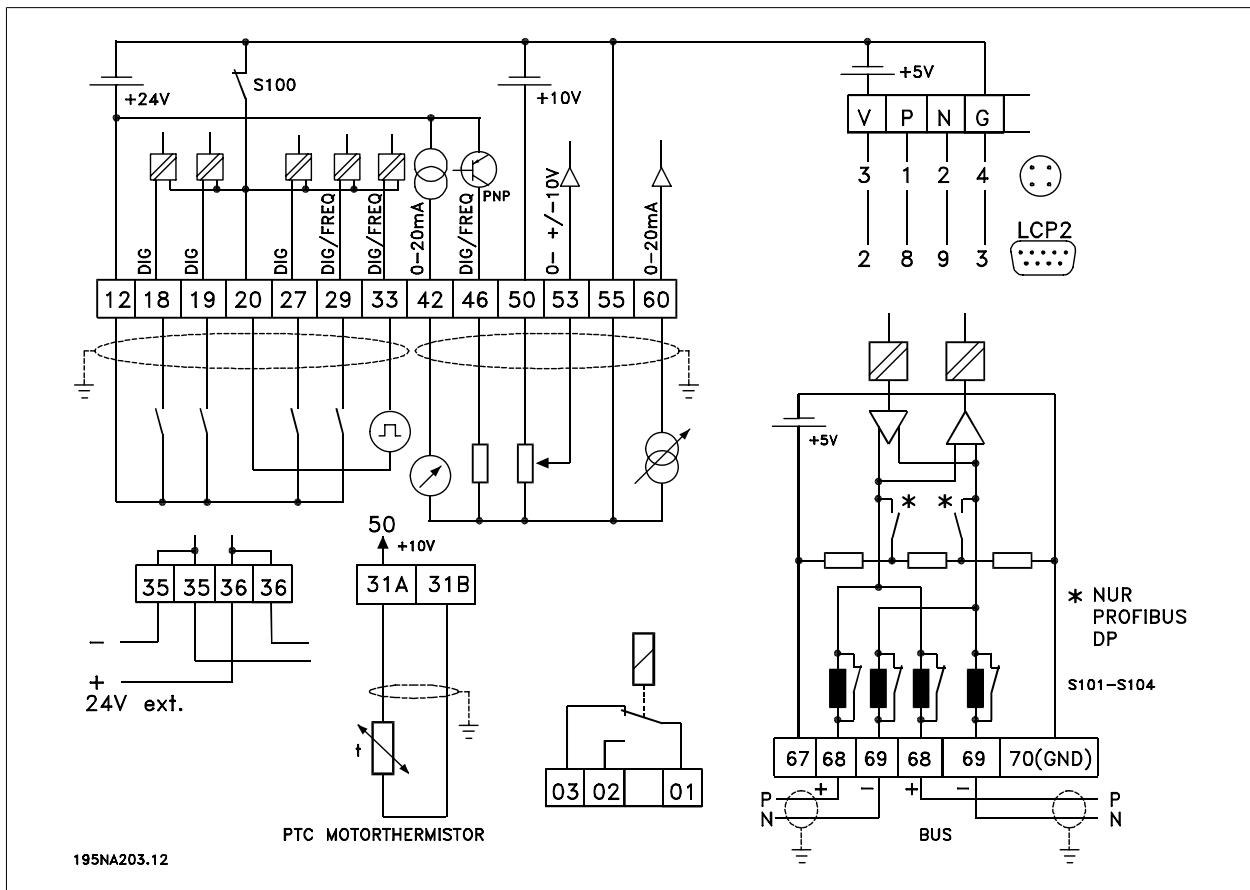 +24V
S100
+10V
+5V
V P N G
3 1 2 4
LCP2
2 8 9 3
PNP
DIG
DIG
DIG
DIG/FREQ
DIG/FREQ
0-20mA
DIG/FREQ
0- +/-10V
0-20mA
12 18 19 20 27 29 33 42 46 50 53 55 60
+5V
* *
50
+10V
35 35 36 36
31A 31B
-
+
24V ext.
t
PTC MOTORTHERMISTOR
03 02 01
* NUR
PROFIBUS
DP
S101-S104
67 68 69 68 69 70(GND)
+ - + -
P P
N N
BUS
195NA203.12